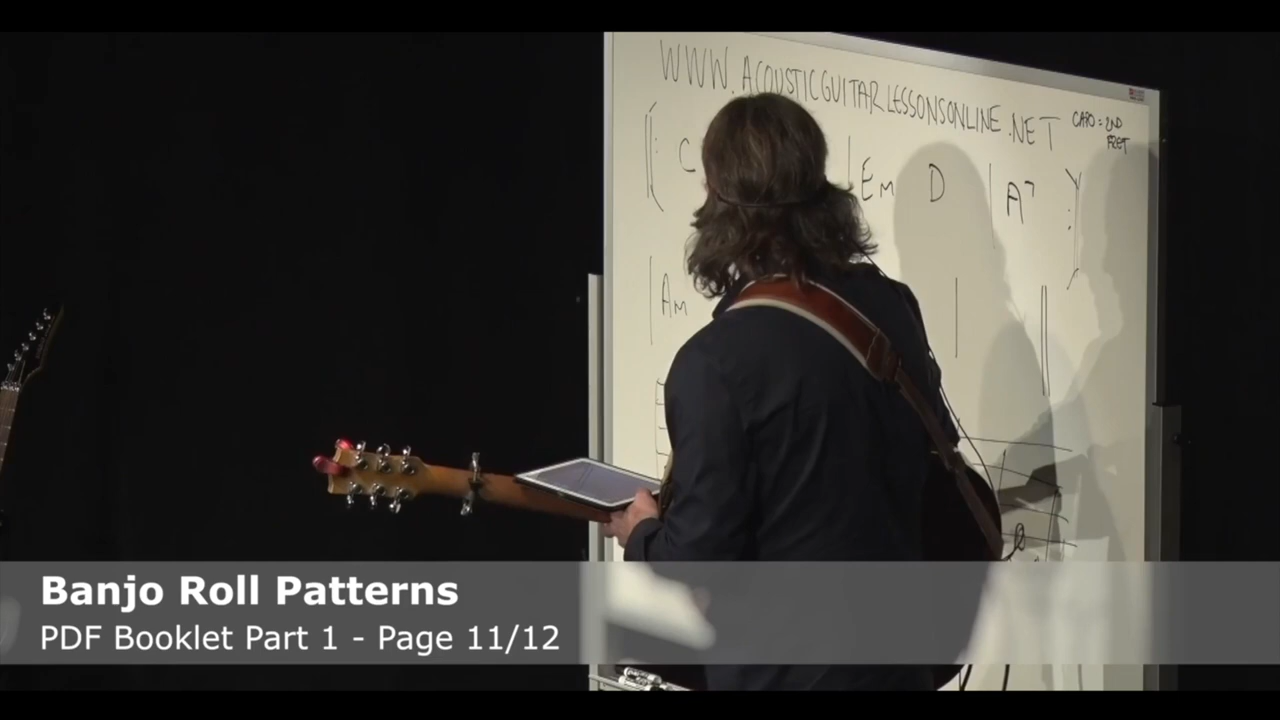 WWW.ACOUSTICGUITARLESSONSONLINE.NET
CAPO = 2ND
FRET
C Em D A7
Am
Banjo Roll Patterns
PDF Booklet Part 1 - Page 11/12